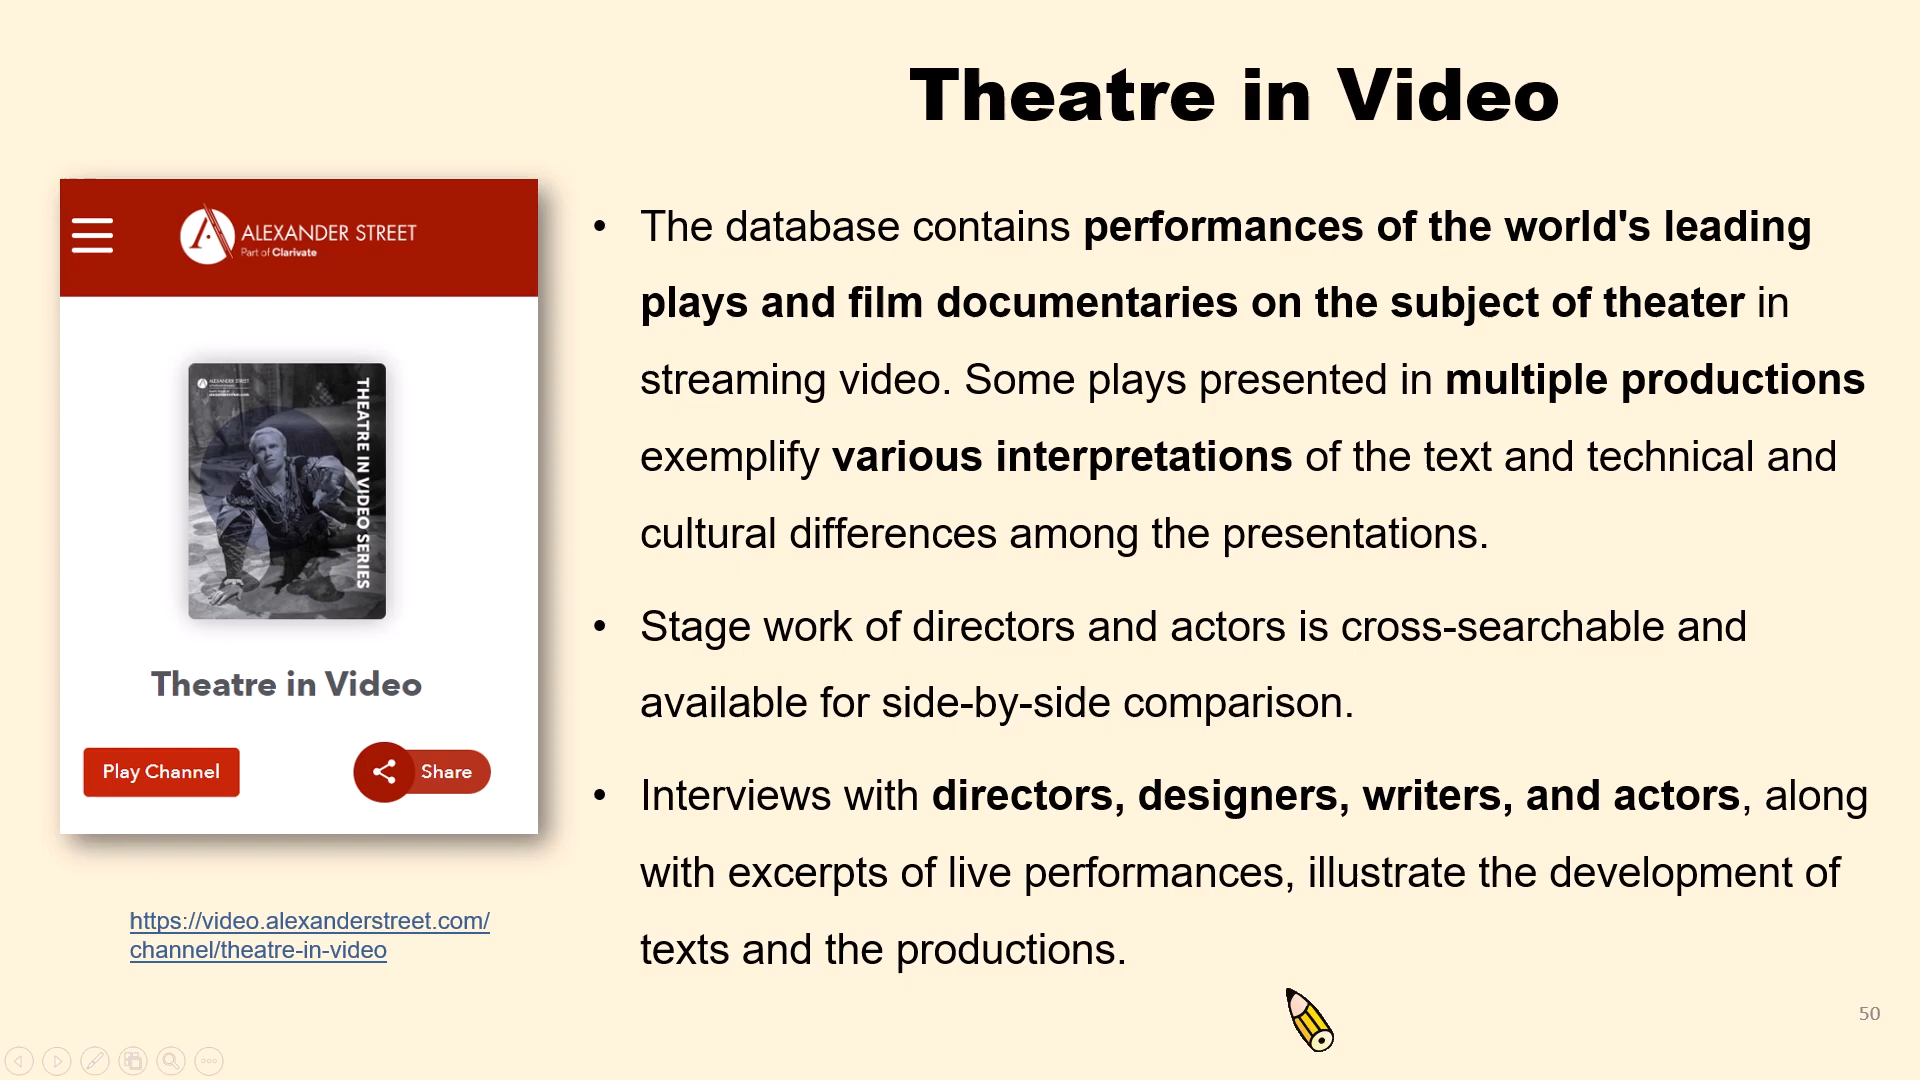 Theatre in Video
ALEXANDER STREET
Part of Clarivate
ALEXANDER STREET
THEATRE IN VIDEO SERIES
Theatre in Video
Play Channel
Share
https://video.alexanderstreet.com/
channel/theatre-in-video
• The database contains performances of the world's leading
plays and film documentaries on the subject of theater in
streaming video. Some plays presented in multiple productions
exemplify various interpretations of the text and technical and
cultural differences among the presentations.
• Stage work of directors and actors is cross-searchable and
available for side-by-side comparison.
• Interviews with directors, designers, writers, and actors, along
with excerpts of live performances, illustrate the development of
texts and the productions.
50